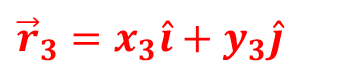 r⃗₃ = x₃î + y₃ĵ